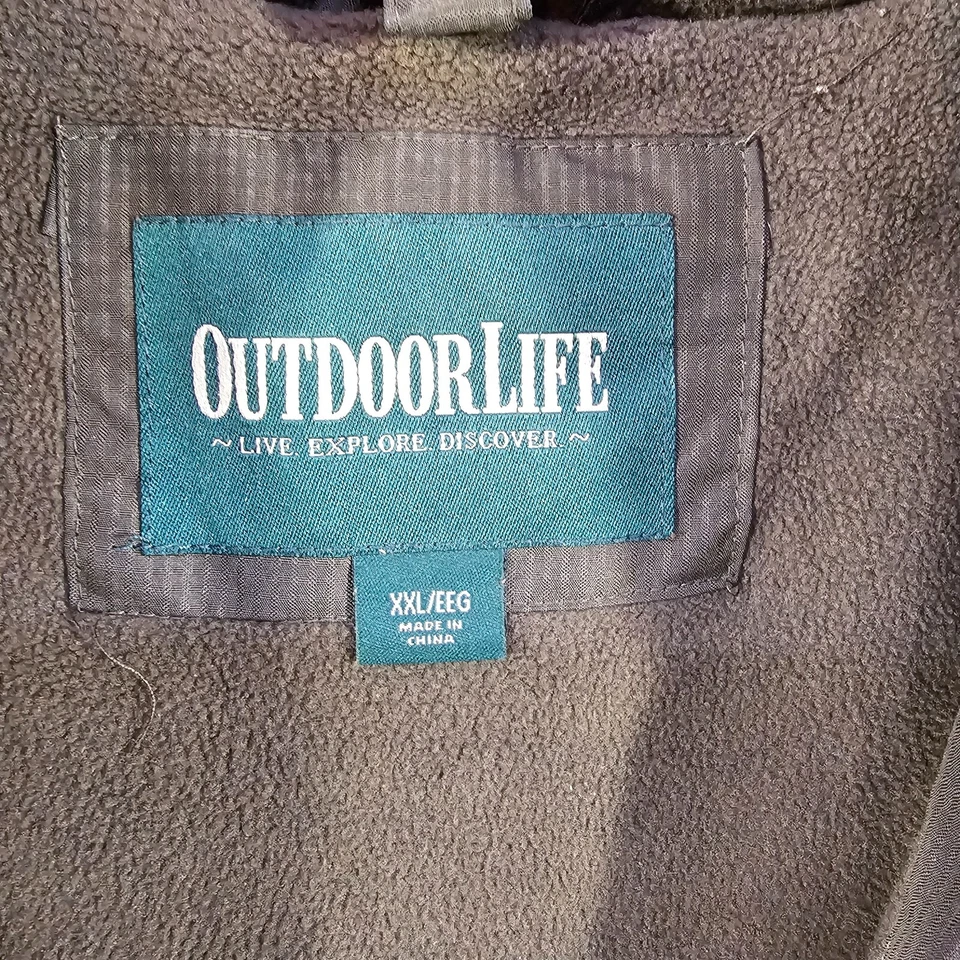 OUTDOORLIFE
~ LIVE. EXPLORE. DISCOVER. ~
XXL/EEG
MADE IN
CHINA